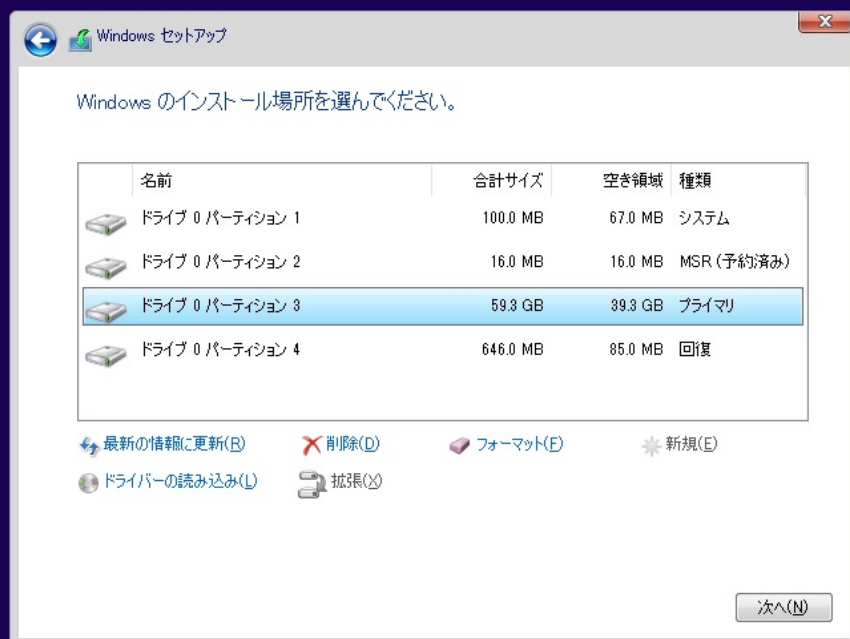 Windows セットアップ
Windows のインストール場所を選んでください。
名前 合計サイズ 空き領域 種類
ドライブ 0 パーティション 1 100.0 MB 67.0 MB システム
ドライブ 0 パーティション 2 16.0 MB 16.0 MB MSR (予約済み)
ドライブ 0 パーティション 3 59.3 GB 39.3 GB プライマリ
ドライブ 0 パーティション 4 646.0 MB 85.0 MB 回復
最新の情報に更新(R) 削除(D) フォーマット(F) 新規(E)
ドライバーの読み込み(L) 拡張(X)
次へ(N)